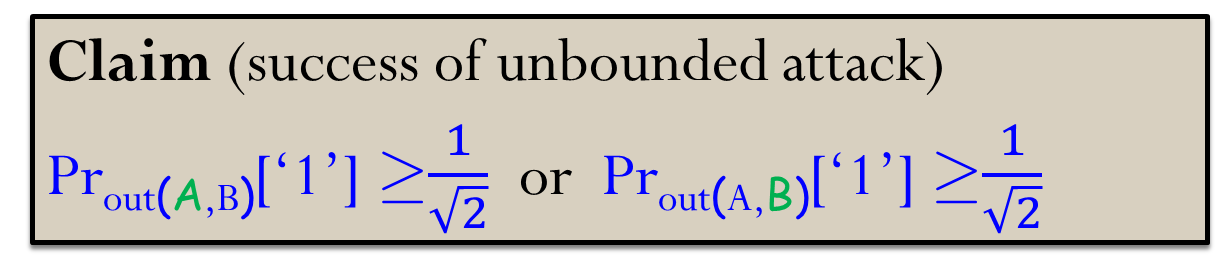 Claim (success of unbounded attack)
Pr_out(A,B)[‘1’] ≥ 1/√2 or Pr_out(A,B)[‘1’] ≥ 1/√2